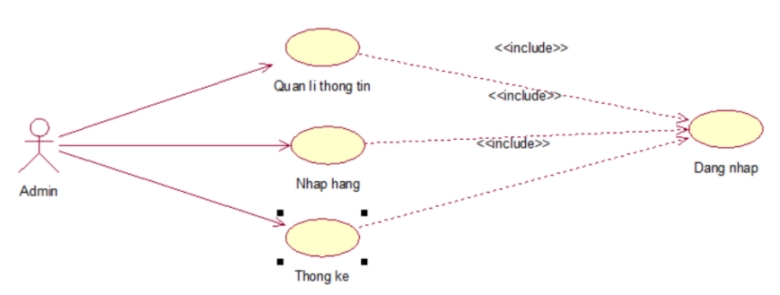 <<include>>
Quan li thong tin
<<include>>
<<include>>
Dang nhap
Nhap hang
Admin
Thong ke